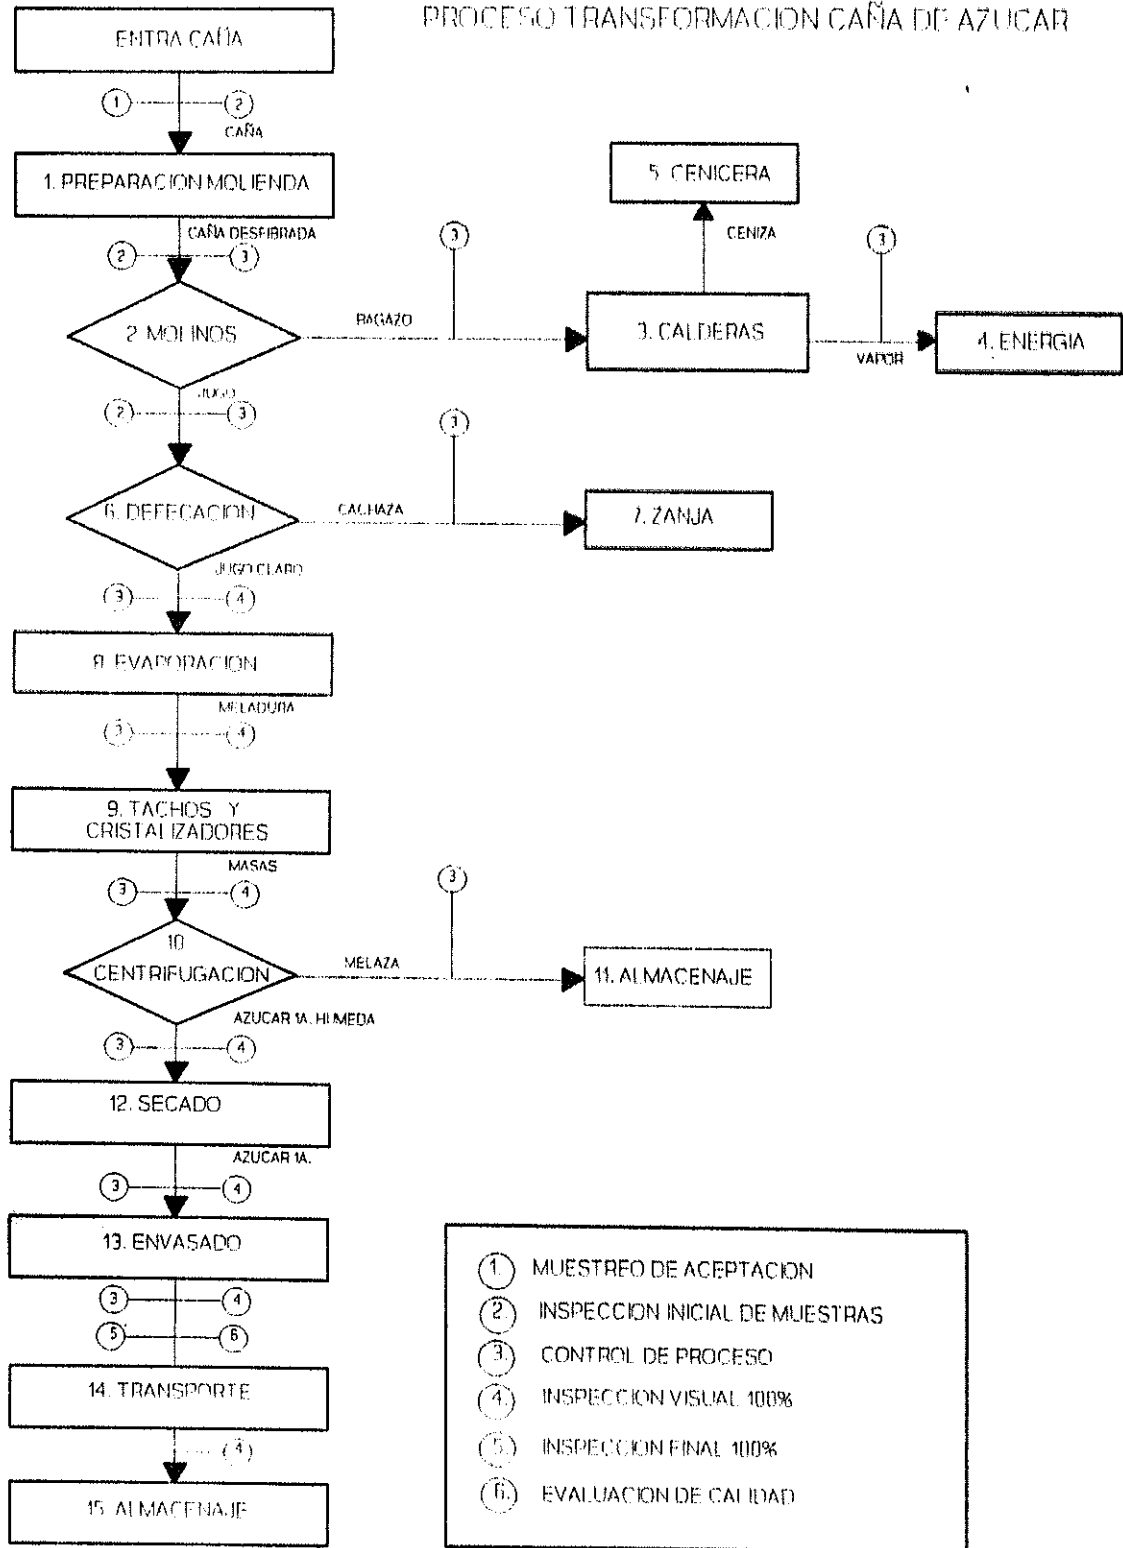 PROCESO TRANSFORMACION CAÑA DE AZUCAR
ENTRA CAÑA
1 2
CAÑA
1. PREPARACION MOLIENDA
CAÑA DESFIBRADA
2 3
2. MOLINOS
BAGAZO
3
3. CALDERAS
CENIZA
5. CENICERA
3
VAPOR
4. ENERGIA
JUGO
2 3
6. DEFECACION
CACHAZA
3
7. ZANJA
JUGO CLARO
3 4
8. EVAPORACION
MELADURA
3 4
9. TACHOS Y
CRISTALIZADORES
MASAS
3 4
10
CENTRIFUGACION
MELAZA
3
11. ALMACENAJE
AZUCAR 1A. HUMEDA
3 4
12. SECADO
AZUCAR 1A.
3 4
13. ENVASADO
3 4
5 6
14. TRANSPORTE
4
15. ALMACENAJE
1. MUESTREO DE ACEPTACION
2. INSPECCION INICIAL DE MUESTRAS
3. CONTROL DE PROCESO
4. INSPECCION VISUAL 100%
5. INSPECCION FINAL 100%
6. EVALUACION DE CALIDAD